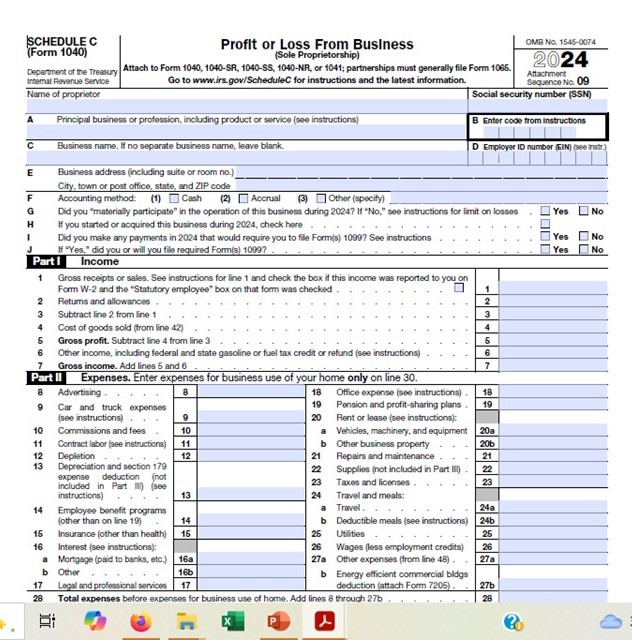 SCHEDULE C
(Form 1040)
Department of the Treasury
Internal Revenue Service
Profit or Loss From Business
(Sole Proprietorship)
Attach to Form 1040, 1040-SR, 1040-SS, 1040-NR, or 1041; partnerships must generally file Form 1065.
Go to www.irs.gov/ScheduleC for instructions and the latest information.
OMB No. 1545-0074
2024
Attachment
Sequence No. 09
Name of proprietor
Social security number (SSN)
A Principal business or profession, including product or service (see instructions)
B Enter code from instructions
C Business name. If no separate business name, leave blank.
D Employer ID number (EIN) (see instr.)
E Business address (including suite or room no.)
City, town or post office, state, and ZIP code
F Accounting method: (1) Cash (2) Accrual (3) Other (specify)
G Did you "materially participate" in the operation of this business during 2024? If "No," see instructions for limit on losses . Yes No
H If you started or acquired this business during 2024, check here
I Did you make any payments in 2024 that would require you to file Form(s) 1099? See instructions Yes No
J If "Yes," did you or will you file required Form(s) 1099? Yes No
Part I Income
1 Gross receipts or sales. See instructions for line 1 and check the box if this income was reported to you on
Form W-2 and the "Statutory employee" box on that form was checked 1
2 Returns and allowances 2
3 Subtract line 2 from line 1 3
4 Cost of goods sold (from line 42) 4
5 Gross profit. Subtract line 4 from line 3 5
6 Other income, including federal and state gasoline or fuel tax credit or refund (see instructions) 6
7 Gross income. Add lines 5 and 6 7
Part II Expenses. Enter expenses for business use of your home only on line 30.
8 Advertising 8
9 Car and truck expenses
(see instructions) 9
10 Commissions and fees 10
11 Contract labor (see instructions) 11
12 Depletion 12
13 Depreciation and section 179
expense deduction (not
included in Part III) (see
instructions) 13
14 Employee benefit programs
(other than on line 19) 14
15 Insurance (other than health) 15
16 Interest (see instructions):
a Mortgage (paid to banks, etc.) 16a
b Other 16b
17 Legal and professional services 17
18 Office expense (see instructions) . 18
19 Pension and profit-sharing plans . 19
20 Rent or lease (see instructions):
a Vehicles, machinery, and equipment 20a
b Other business property 20b
21 Repairs and maintenance 21
22 Supplies (not included in Part III) . 22
23 Taxes and licenses 23
24 Travel and meals:
a Travel 24a
b Deductible meals (see instructions) 24b
25 Utilities 25
26 Wages (less employment credits) 26
27a Other expenses (from line 48) 27a
b Energy efficient commercial bldgs
deduction (attach Form 7205) 27b
28 Total expenses before expenses for business use of home. Add lines 8 through 27b 28